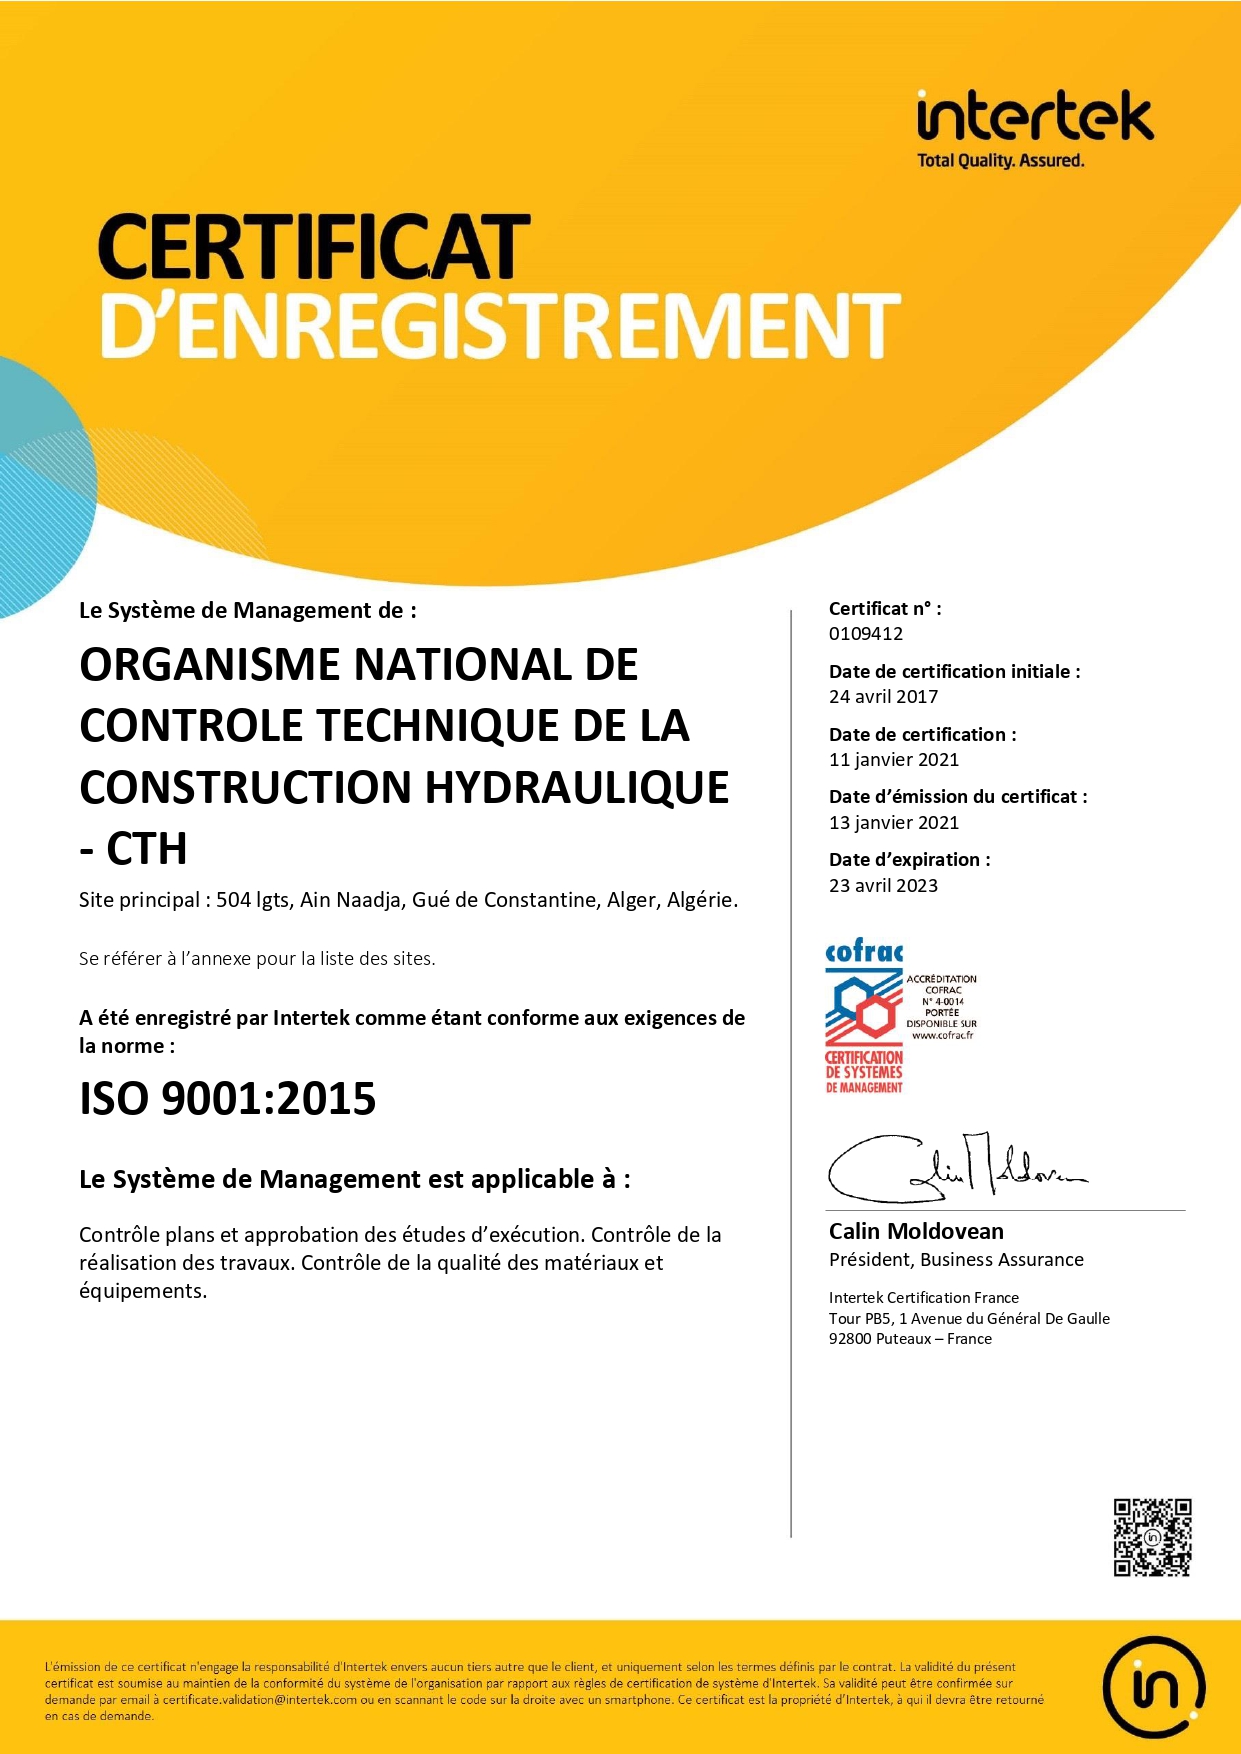 intertek
Total Quality. Assured.
CERTIFICAT
D’ENREGISTREMENT
Le Système de Management de :
ORGANISME NATIONAL DE
CONTROLE TECHNIQUE DE LA
CONSTRUCTION HYDRAULIQUE
- CTH
Site principal : 504 lgts, Ain Naadja, Gué de Constantine, Alger, Algérie.
Se référer à l’annexe pour la liste des sites.
A été enregistré par Intertek comme étant conforme aux exigences de
la norme :
ISO 9001:2015
Le Système de Management est applicable à :
Contrôle plans et approbation des études d’exécution. Contrôle de la
réalisation des travaux. Contrôle de la qualité des matériaux et
équipements.
Certificat n° :
0109412
Date de certification initiale :
24 avril 2017
Date de certification :
11 janvier 2021
Date d’émission du certificat :
13 janvier 2021
Date d’expiration :
23 avril 2023
cofrac
ACCRÉDITATION
COFRAC
N° 4-0014
PORTÉE
DISPONIBLE SUR
www.cofrac.fr
CERTIFICATION
DE SYSTEMES
DE MANAGEMENT
Calin Moldovean
Calin Moldovean
Président, Business Assurance
Intertek Certification France
Tour PB5, 1 Avenue du Général De Gaulle
92800 Puteaux – France
in
L'émission de ce certificat n'engage la responsabilité d'Intertek envers aucun tiers autre que le client, et uniquement selon les termes définis par le contrat. La validité du présent
certificat est soumise au maintien de la conformité du système de l'organisation par rapport aux règles de certification de système d'Intertek. Sa validité peut être confirmée sur
demande par email à certificate.validation@intertek.com ou en scannant le code sur la droite avec un smartphone. Ce certificat est la propriété d’Intertek, à qui il devra être retourné
en cas de demande.
in